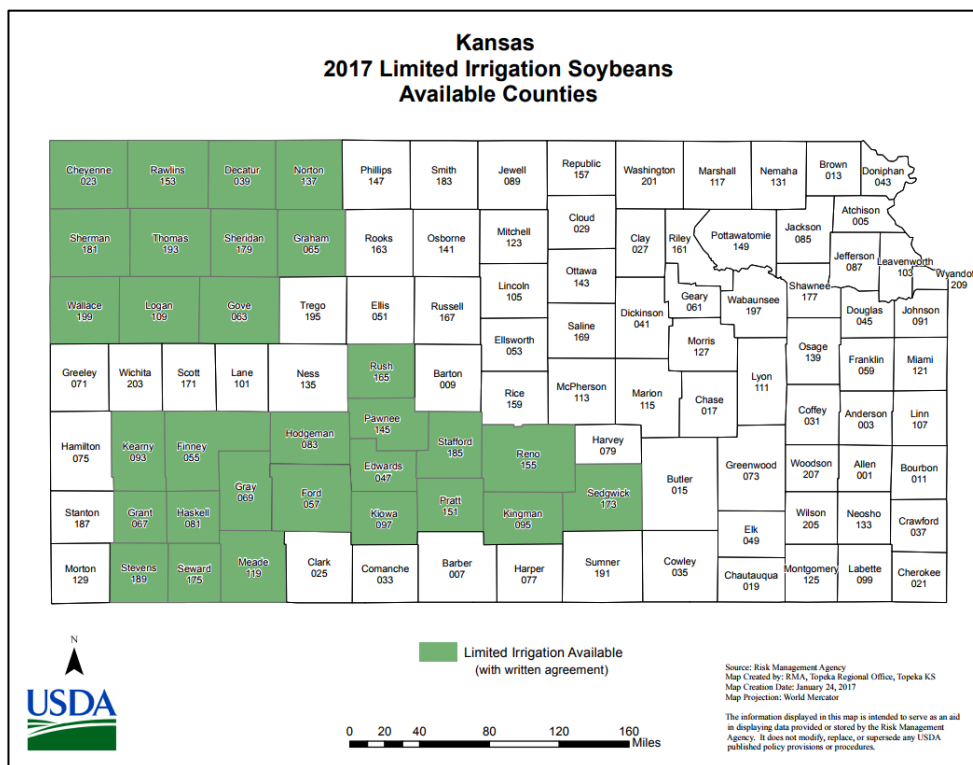 Kansas
2017 Limited Irrigation Soybeans
Available Counties
Cheyenne
023
Rawlins
153
Decatur
039
Norton
137
Phillips
147
Smith
183
Jewell
089
Republic
157
Washington
201
Marshall
117
Nemaha
131
Brown
013
Doniphan
043
Atchison
005
Sherman
181
Thomas
193
Sheridan
179
Graham
065
Rooks
163
Osborne
141
Mitchell
123
Cloud
029
Clay
027
Riley
161
Pottawatomie
149
Jackson
085
Jefferson
087
Leavenworth
103
Wyandot
209
Wallace
199
Logan
109
Gove
063
Trego
195
Ellis
051
Russell
167
Lincoln
105
Ottawa
143
Dickinson
041
Geary
061
Wabaunsee
197
Shawnee
177
Douglas
045
Johnson
091
Greeley
071
Wichita
203
Scott
171
Lane
101
Ness
135
Rush
165
Barton
009
Ellsworth
053
Saline
169
Morris
127
Osage
139
Franklin
059
Miami
121
Rice
159
McPherson
113
Marion
115
Chase
017
Lyon
111
Coffey
031
Anderson
003
Linn
107
Hamilton
075
Kearny
093
Finney
055
Hodgeman
083
Pawnee
145
Stafford
185
Edwards
047
Reno
155
Harvey
079
Butler
015
Greenwood
073
Woodson
207
Allen
001
Bourbon
011
Stanton
187
Grant
067
Haskell
081
Gray
069
Ford
057
Kiowa
097
Pratt
151
Kingman
095
Sedgwick
173
Elk
049
Wilson
205
Neosho
133
Crawford
037
Morton
129
Stevens
189
Seward
175
Meade
119
Clark
025
Comanche
033
Barber
007
Harper
077
Sumner
191
Cowley
035
Chautauqua
019
Montgomery
125
Labette
099
Cherokee
021
N
USDA
Limited Irrigation Available
(with written agreement)
0 20 40 80 120 160
Miles
Source: Risk Management Agency
Map Created by: RMA, Topeka Regional Office, Topeka KS
Map Creation Date: January 24, 2017
Map Projection: World Mercator
The information displayed in this map is intended to serve as an aid
in displaying data provided or stored by the Risk Management
Agency. It does not modify, replace, or supersede any USDA
published policy provisions or procedures.